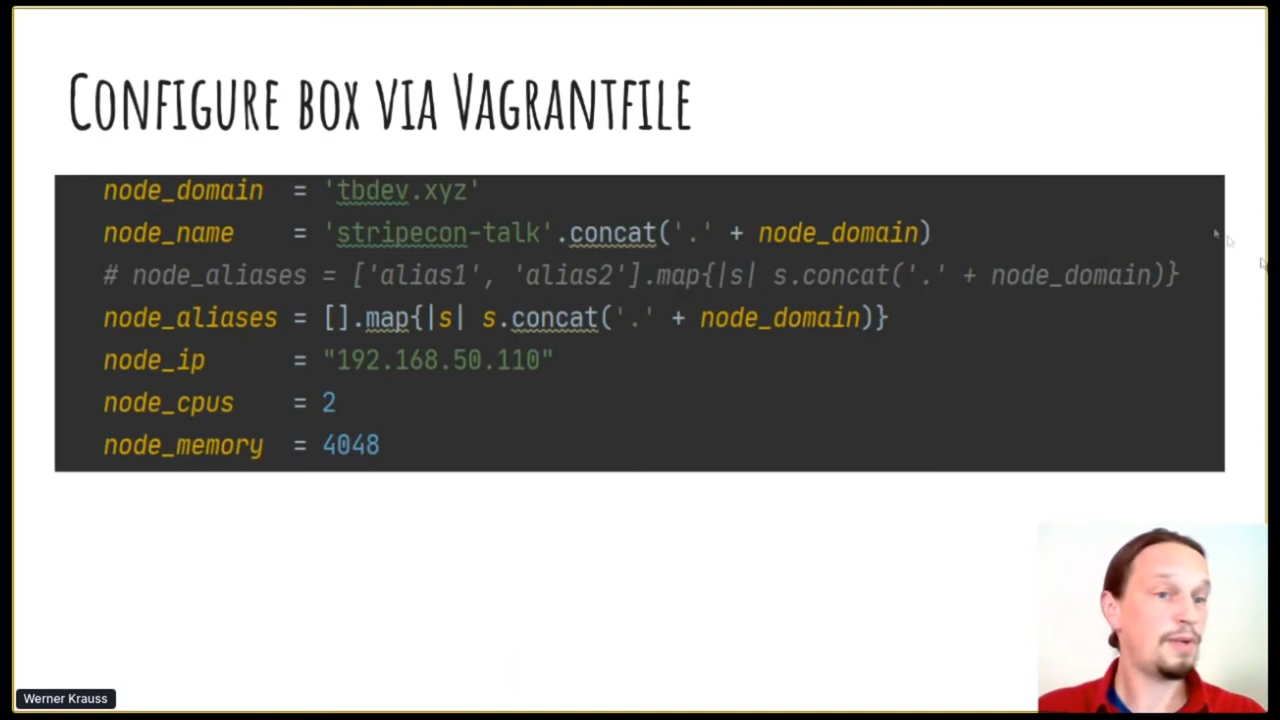 Configure box via Vagrantfile
node_domain = 'tbdev.xyz'
node_name = 'stripecon-talk'.concat('.' + node_domain)
# node_aliases = ['alias1', 'alias2'].map{|s| s.concat('.' + node_domain)}
node_aliases = [].map{|s| s.concat('.' + node_domain)}
node_ip = "192.168.50.110"
node_cpus = 2
node_memory = 4048
Werner Krauss